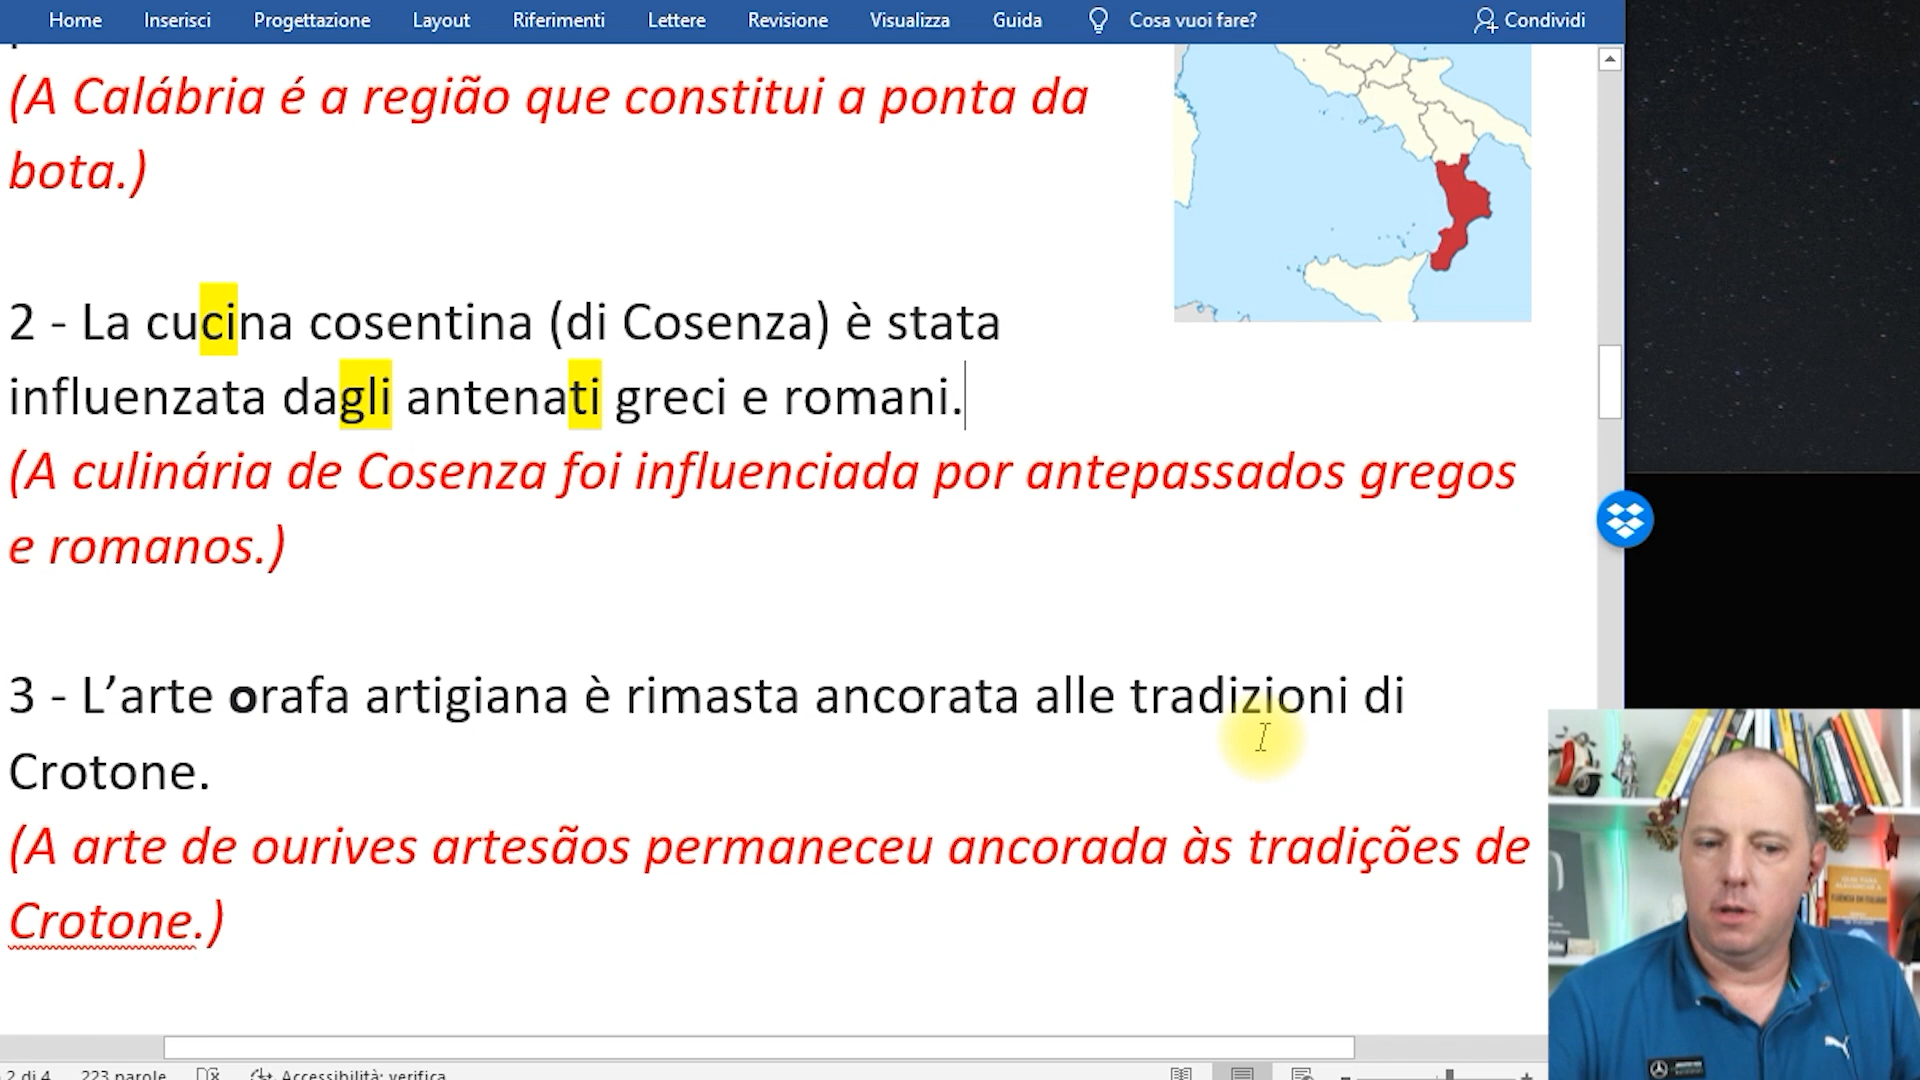 Home Inserisci Progettazione Layout Riferimenti Lettere Revisione Visualizza Guida Cosa vuoi fare? Condividi
(A Calábria é a região que constitui a ponta da
bota.)
2 - La cucina cosentina (di Cosenza) è stata
influenzata dagli antenati greci e romani.
(A culinária de Cosenza foi influenciada por antepassados gregos
e romanos.)
3 - L’arte orafa artigiana è rimasta ancorata alle tradizioni di
Crotone.
(A arte de ourives artesãos permaneceu ancorada às tradições de
Crotone.)
2 di 4 223 parole Accessibilità: verifica